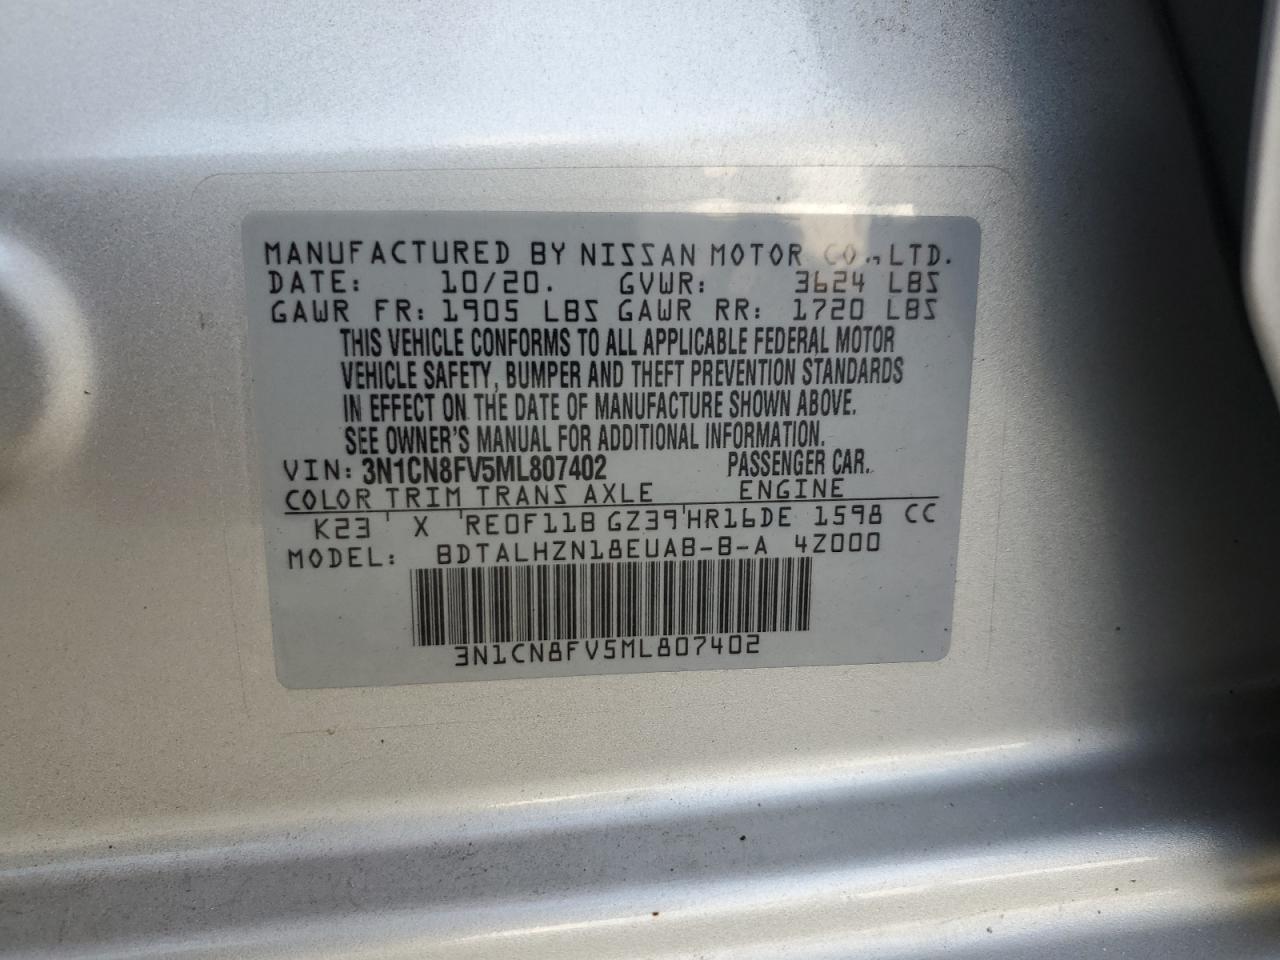 MANUFACTURED BY NISSAN MOTOR CO., LTD.
DATE: 10/20. GVWR: 3624 LBS
GAWR FR: 1905 LBS GAWR RR: 1720 LBS
THIS VEHICLE CONFORMS TO ALL APPLICABLE FEDERAL MOTOR
VEHICLE SAFETY, BUMPER AND THEFT PREVENTION STANDARDS
IN EFFECT ON THE DATE OF MANUFACTURE SHOWN ABOVE.
SEE OWNER'S MANUAL FOR ADDITIONAL INFORMATION.
VIN: 3N1CN8FV5ML807402 PASSENGER CAR.
COLOR TRIM TRANS AXLE ENGINE
K23 ' X 'RE0F11B GZ39'HR16DE 1598 CC
MODEL: BDTALHZN18EUAB-B-A 4Z000
3N1CN8FV5ML807402